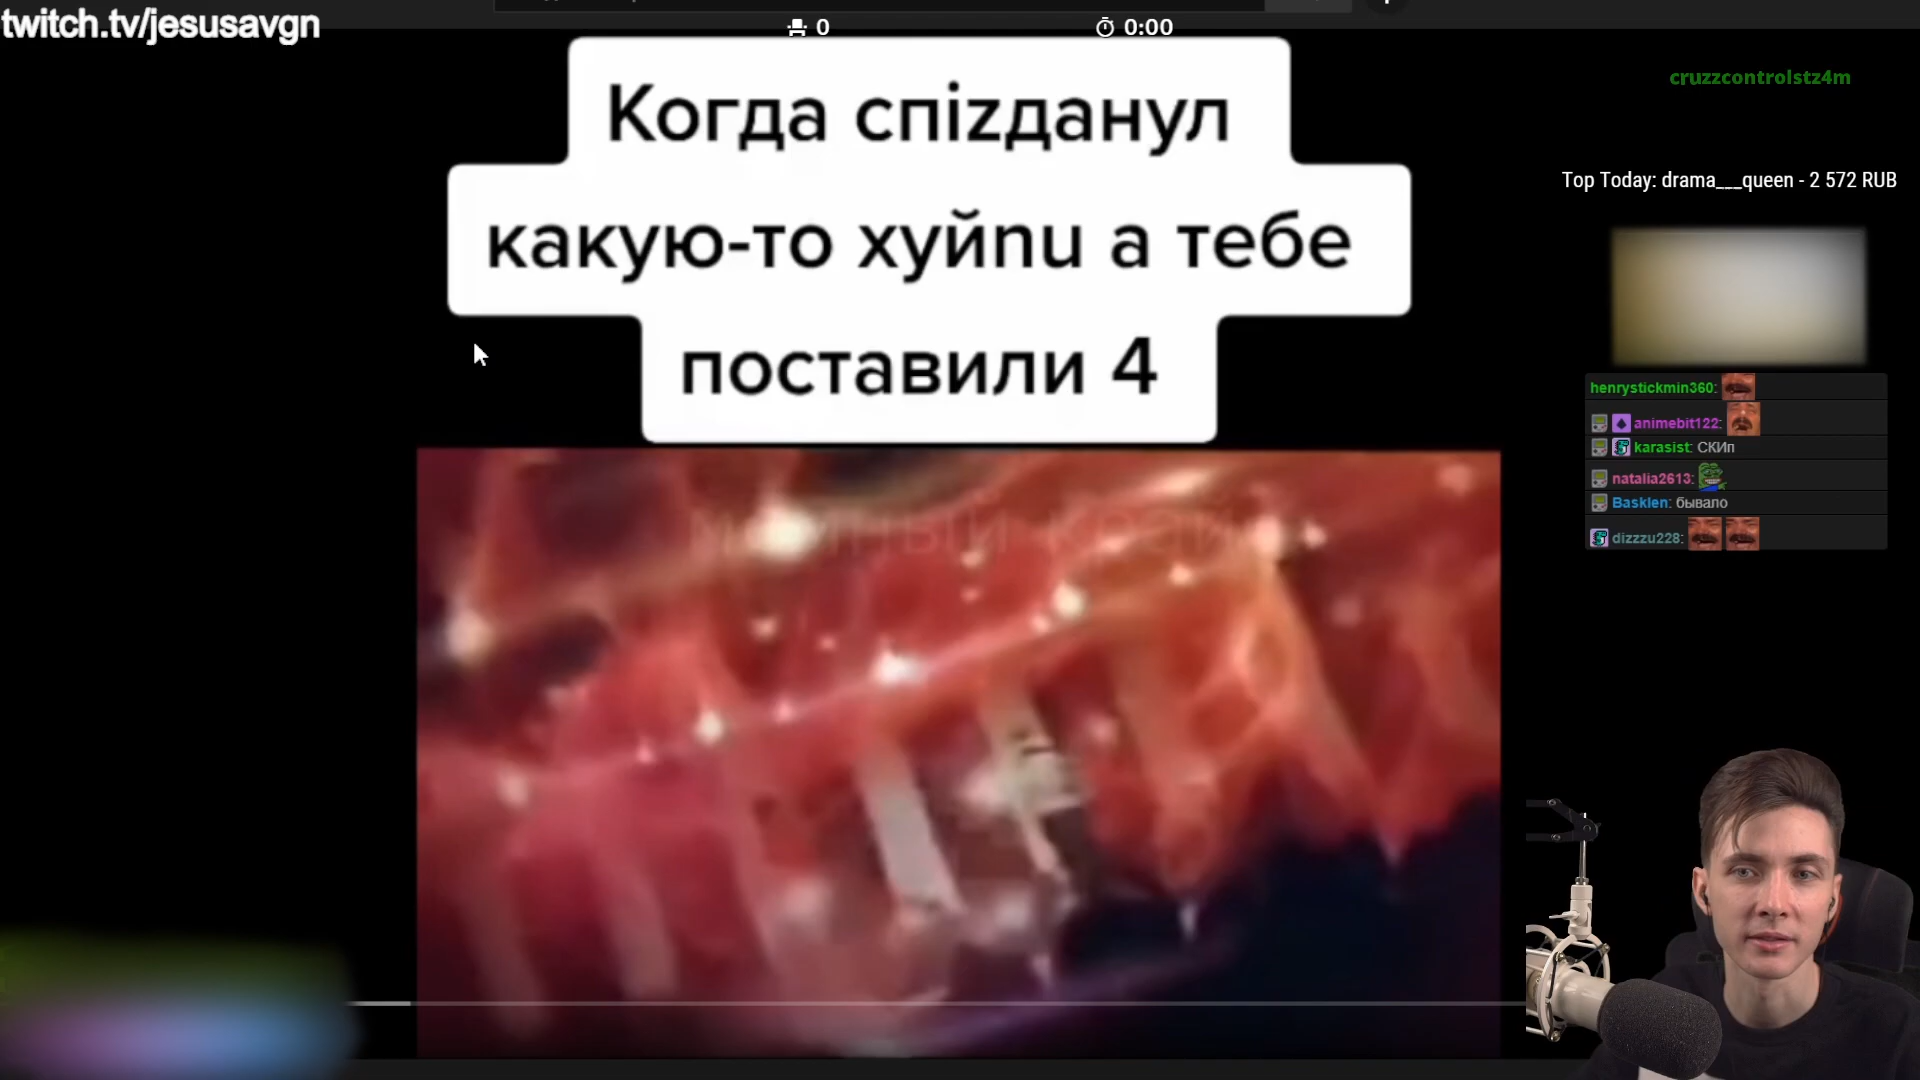 twitch.tv/jesusavgn
0
0:00
cruzzcontrolstz4m
Когда спizданул
какую-то хуйnu а тебе
поставили 4
Top Today: drama___queen - 2 572 RUB
henrystickmin360:
animebit122:
karasist: СКИп
natalia2613:
Basklen: бывало
dizzzu228: